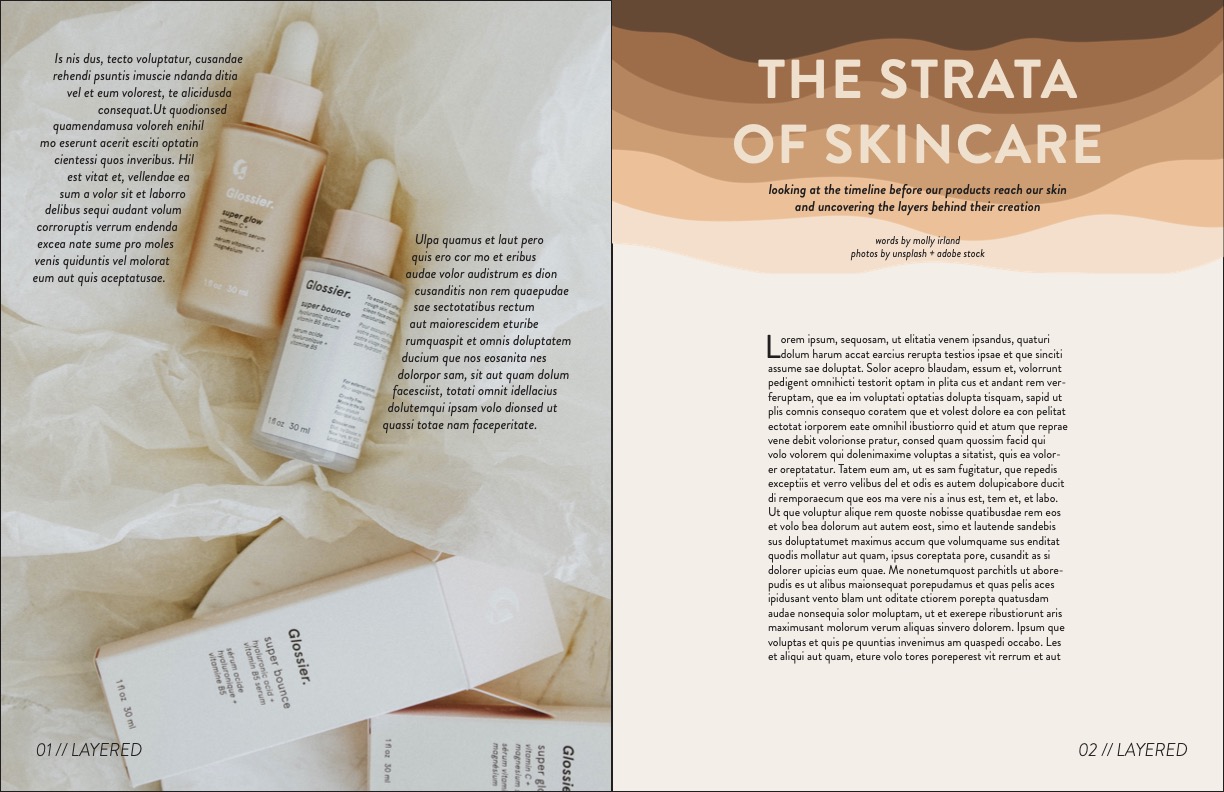 Is nis dus, tecto voluptatur, cusandae
rehendi psuntis imuscie ndanda ditia
vel et eum volorest, te alicidusda
consequat.Ut quodionsed
quamendamusa voloreh enihil
mo eserunt acerit esciti optatin
cientessi quos inveribus. Hil
est vitat et, vellendae ea
sum a volor sit et laborro
delibus sequi audant volum
corroruptis verrum endenda
excea nate sume pro moles
venis quiduntis vel molorat
eum aut quis aceptatusae.
Glossier.
super glow
vitamin C +
magnesium serum
sérum vitamine C +
magnésium
1 fl oz 30 ml
Glossier.
super bounce
hyaluronic acid +
vitamin B5 serum
sérum acide
hyaluronique +
vitamine B5
1 fl oz 30 ml
Ulpa quamus et laut pero
quis ero cor mo et eribus
audae volor audistrum es dion
cusanditis non rem quaepudae
sae sectotatibus rectum
aut maiorescidem eturibe
rumquaspit et omnis doluptatem
ducium que nos eosanita nes
dolorpor sam, sit aut quam dolum
facesciist, totati omnit idellacius
dolutemqui ipsam volo dionsed ut
quassi totae nam faceperitate.
Glossier.
super bounce
hyaluronic acid +
vitamin B5 serum
sérum acide
hyaluronique +
vitamine B5
1 fl oz 30 ml
Glossie
super gl
vitamin C +
magnesium
sérum vitam
magnésium
1 fl oz 30 ml
01 // LAYERED
THE STRATA
OF SKINCARE
looking at the timeline before our products reach our skin
and uncovering the layers behind their creation
words by molly irland
photos by unsplash + adobe stock
Lorem ipsum, sequosam, ut elitatia venem ipsandus, quaturi
dolum harum accat earcius rerupta testios ipsae et que sinciti
assume sae doluptat. Solor acepro blaudam, essum et, volorrunt
pedigent omnihicti testorit optam in plita cus et andant rem ver-
feruptam, que ea im voluptati optatias dolupta tisquam, sapid ut
plis comnis consequo coratem que et volest dolore ea con pelitat
ectotat iorporem eate omnihil ibustiorro quid et atum que reprae
vene debit volorionse pratur, consed quam quossim facid qui
volo volorem qui dolenimaxime voluptas a sitatist, quis ea volor-
er oreptatatur. Tatem eum am, ut es sam fugitatur, que repedis
exceptiis et verro velibus del et odis es autem dolupicabore ducit
di remporaecum que eos ma vere nis a inus est, tem et, et labo.
Ut que voluptur alique rem quoste nobisse quatibusdae rem eos
et volo bea dolorum aut autem eost, simo et lautende sandebis
sus doluptatumet maximus accum que volumquame sus enditat
quodis mollatur aut quam, ipsus coreptata pore, cusandit as si
dolorer upicias eum quae. Me nonetumquost parchitIs ut abore-
pudis es ut alibus maionsequat porepudamus et quas pelis aces
ipidusant vento blam unt oditate ctiorem porepta quatusdam
audae nonsequia solor moluptam, ut et exerepe ribustiorunt aris
maximusant molorum verum aliquas sinvero dolorem. Ipsum que
voluptas et quis pe quuntias invenimus am quaspedi occabo. Les
et aliqui aut quam, eture volo tores poreperest vit rerrum et aut
02 // LAYERED